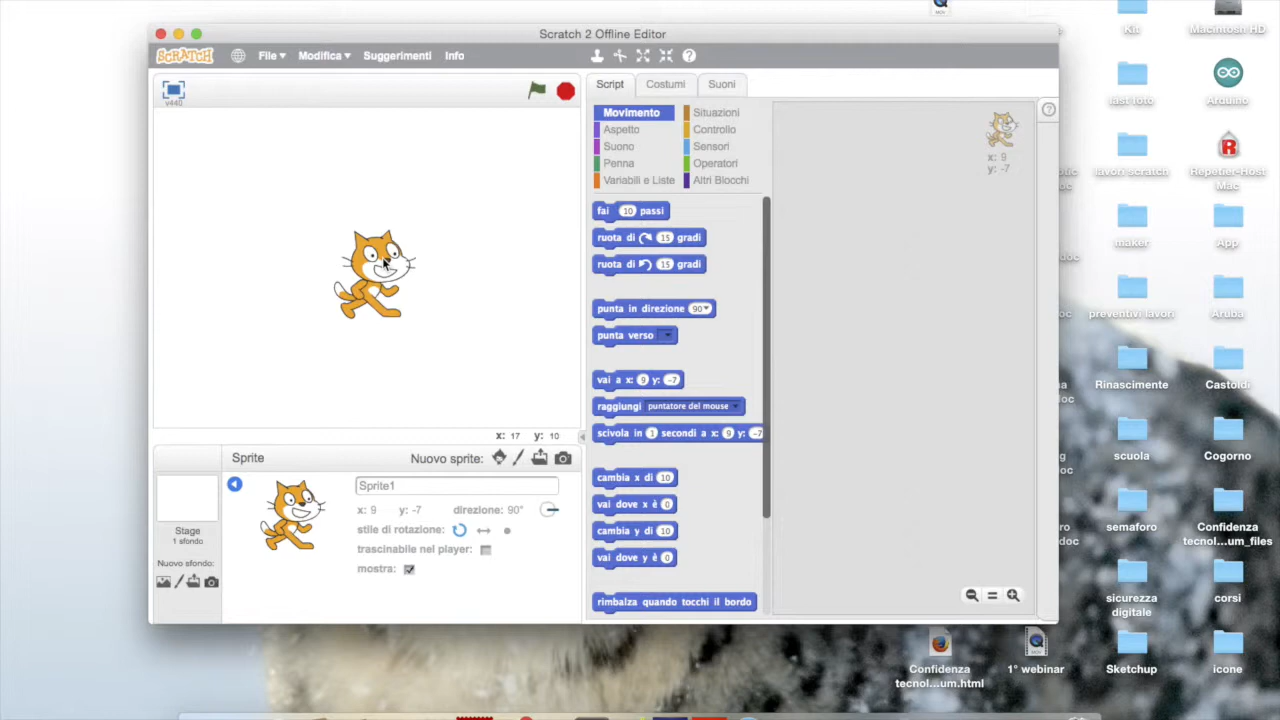 Scratch 2 Offline Editor
SCRATCH
File
Modifica
Suggerimenti
Info
v440
Script
Costumi
Suoni
Movimento
Aspetto
Suono
Penna
Variabili e Liste
Situazioni
Controllo
Sensori
Operatori
Altri Blocchi
x: 9
y: -7
fai 10 passi
ruota di 15 gradi
ruota di 15 gradi
punta in direzione 90
punta verso
vai a x: 9 y: -7
raggiungi puntatore del mouse
scivola in 1 secondi a x: 9 y: -7
cambia x di 10
vai dove x è 0
cambia y di 10
vai dove y è 0
rimbalza quando tocchi il bordo
x: 17 y: 10
Sprite
Nuovo sprite:
Sprite1
x: 9 y: -7 direzione: 90°
stile di rotazione:
trascinabile nel player:
mostra:
Stage
1 sfondo
Nuovo sfondo:
Kit
Macintosh HD
last foto
Arduino
lavori scratch
Repetier-Host
Mac
maker
App
preventivi lavori
Aruba
Rinascimento
Castoldi
scuola
Cogorno
semaforo
Confidenza
tecnol...um_files
sicurezza
digitale
corsi
Confidenza
tecnol...um.html
1° webinar
Sketchup
icone